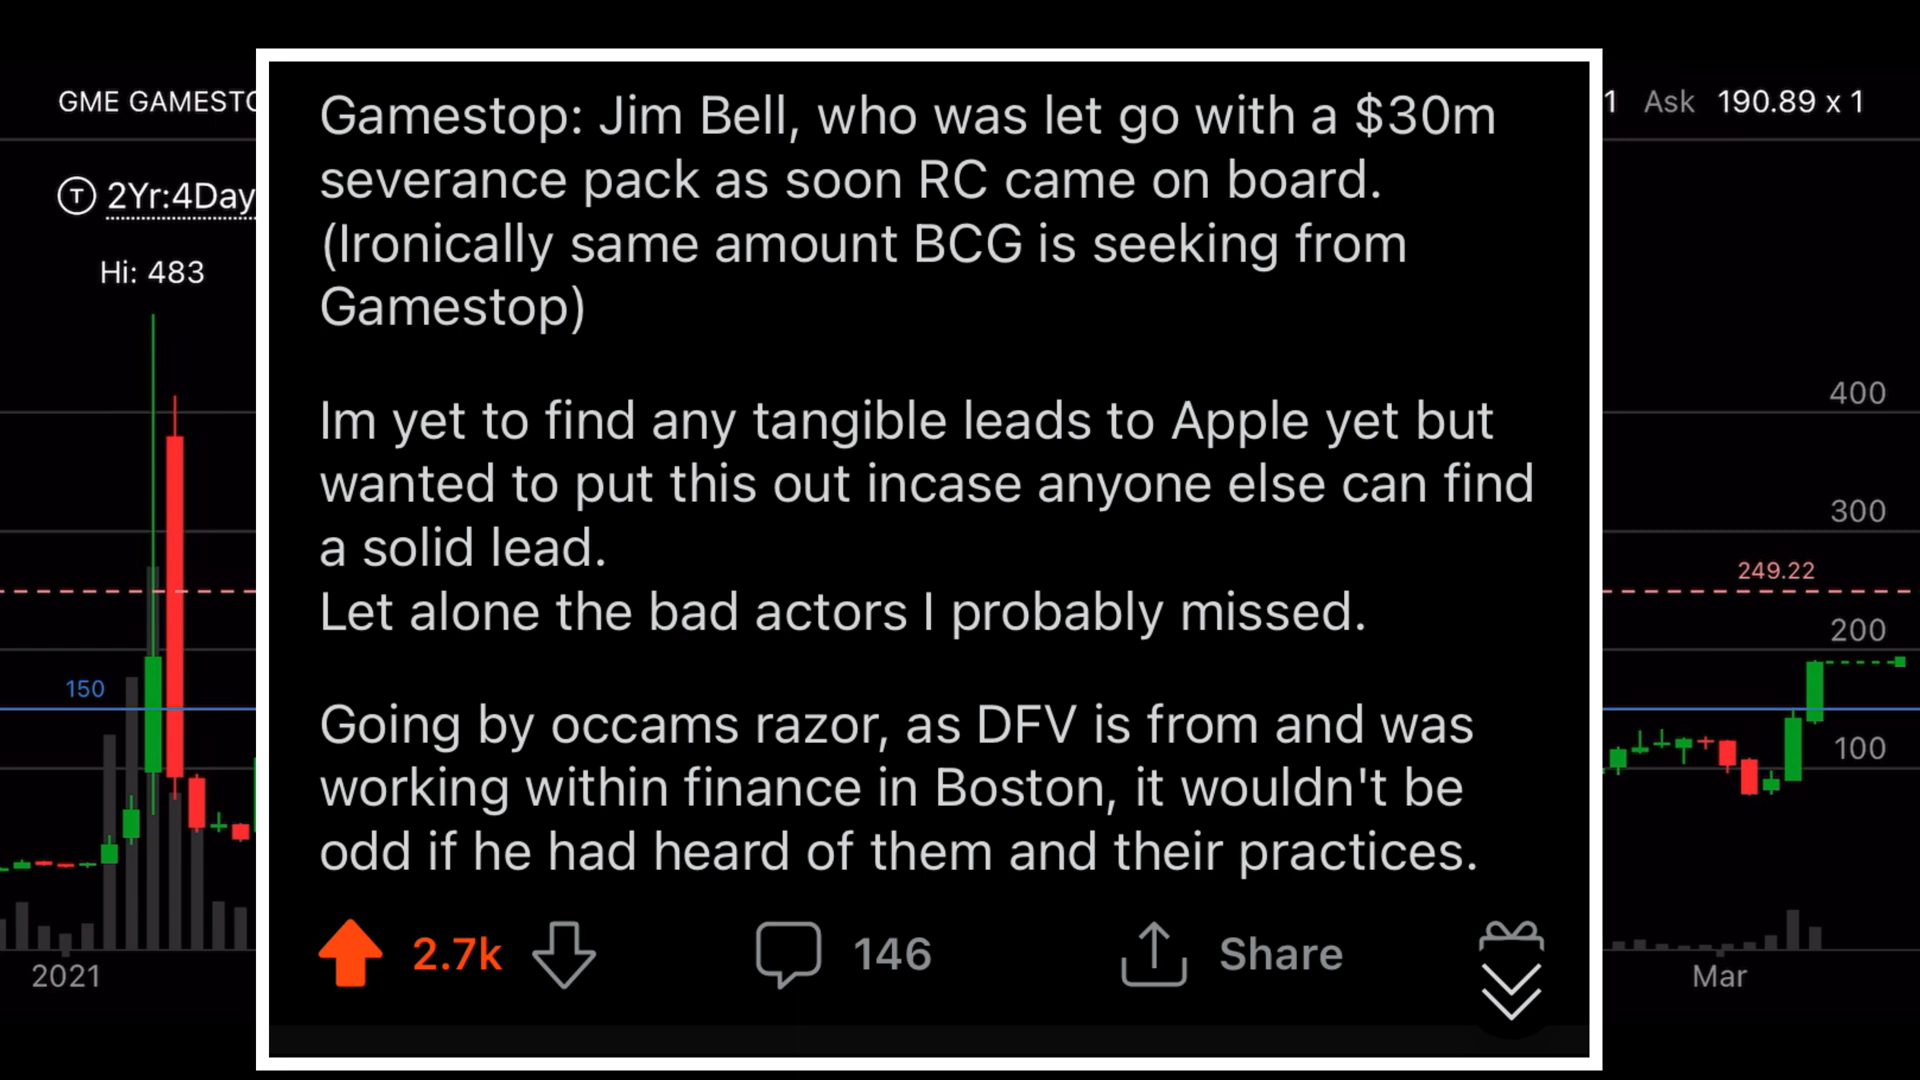 GME GAMESTO
1 Ask 190.89 x 1
2Yr:4Day
Hi: 483
150
2021
Gamestop: Jim Bell, who was let go with a $30m
severance pack as soon RC came on board.
(Ironically same amount BCG is seeking from
Gamestop)
Im yet to find any tangible leads to Apple yet but
wanted to put this out incase anyone else can find
a solid lead.
Let alone the bad actors I probably missed.
Going by occams razor, as DFV is from and was
working within finance in Boston, it wouldn't be
odd if he had heard of them and their practices.
2.7k
146
Share
400
300
249.22
200
100
Mar